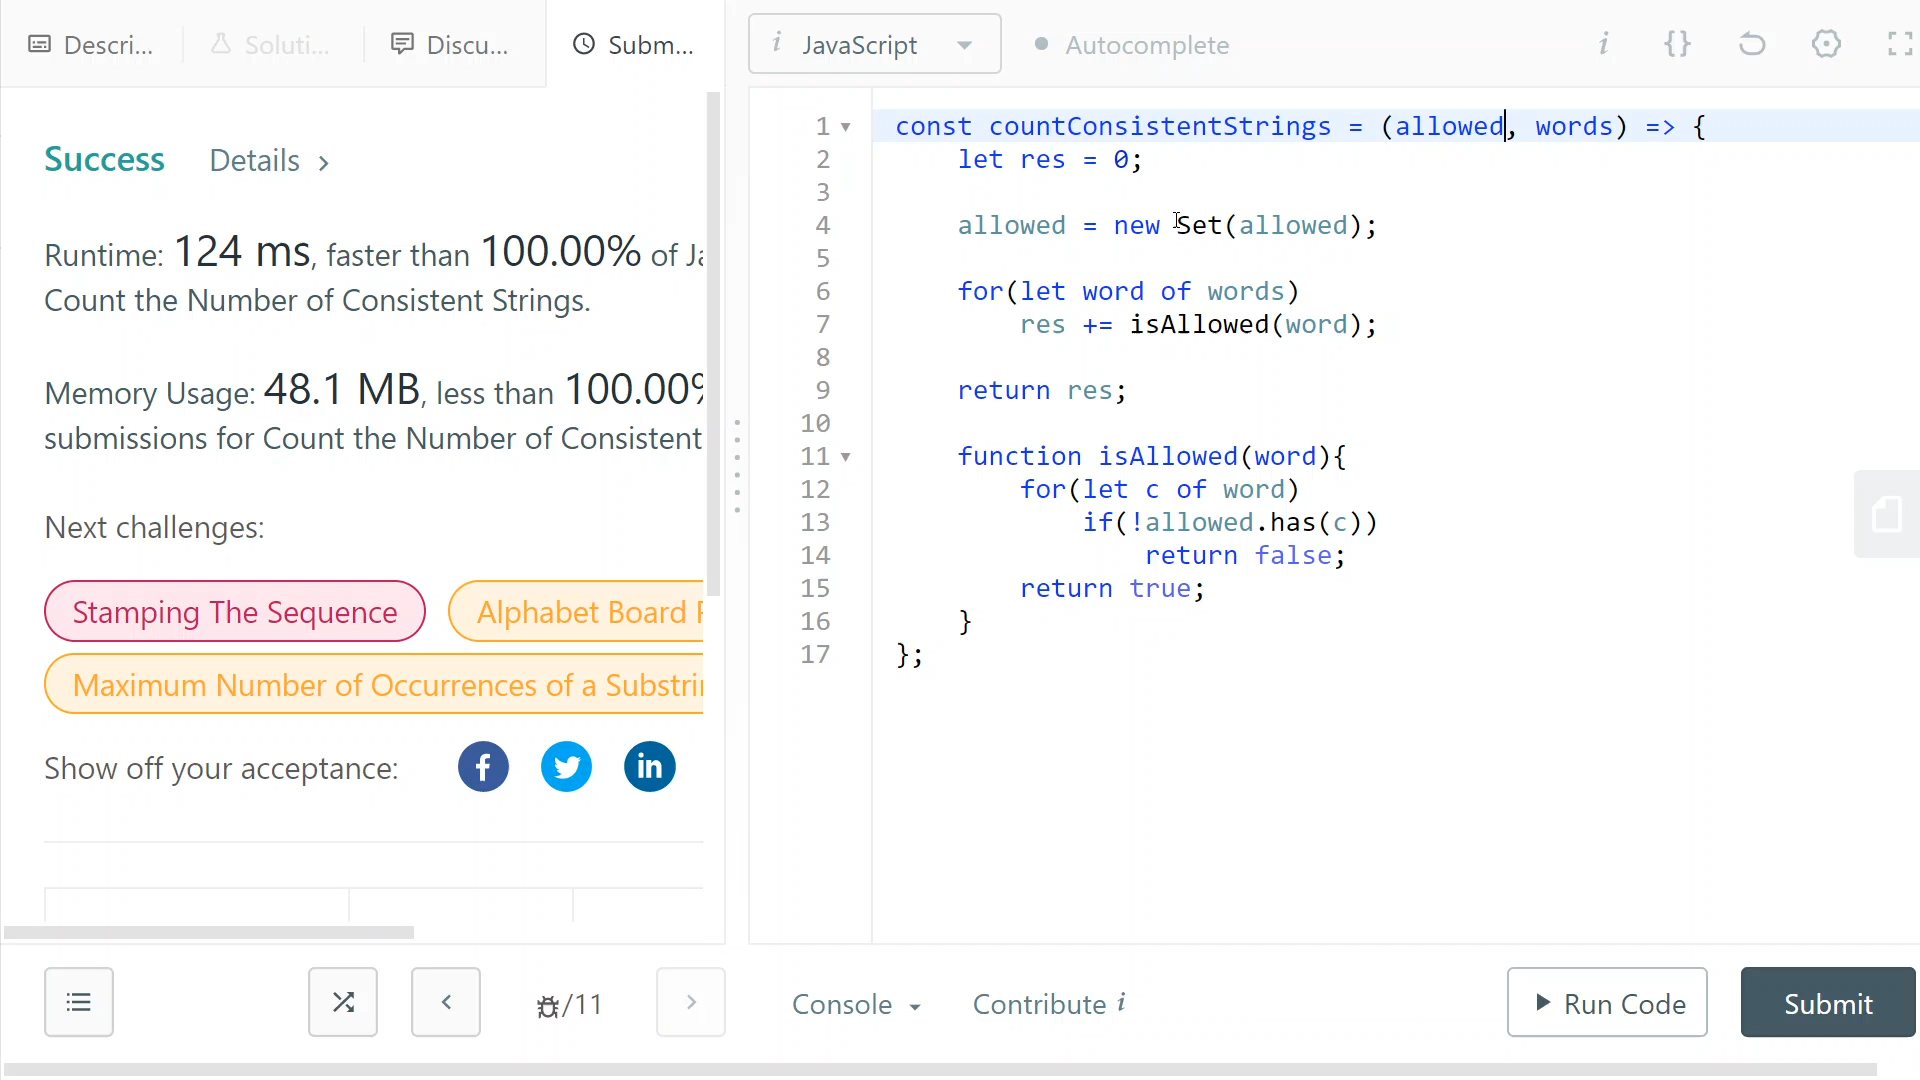 Descri...
Soluti...
Discu...
Subm...
i JavaScript
Autocomplete
i {}
Success Details >
Runtime: 124 ms, faster than 100.00% of
Count the Number of Consistent Strings.
Memory Usage: 48.1 MB, less than 100.00%
submissions for Count the Number of Consistent
Next challenges:
Stamping The Sequence
Alphabet Board
Maximum Number of Occurrences of a
Show off your acceptance:
f
in
1 const countConsistentStrings = (allowed, words) => {
2 let res = 0;
3
4 allowed = new Set(allowed);
5
6 for(let word of words)
7 res += isAllowed(word);
8
9 return res;
10
11 function isAllowed(word){
12 for(let c of word)
13 if(!allowed.has(c))
14 return false;
15 return true;
16 }
17 };
/11
Console
Contribute i
Run Code
Submit